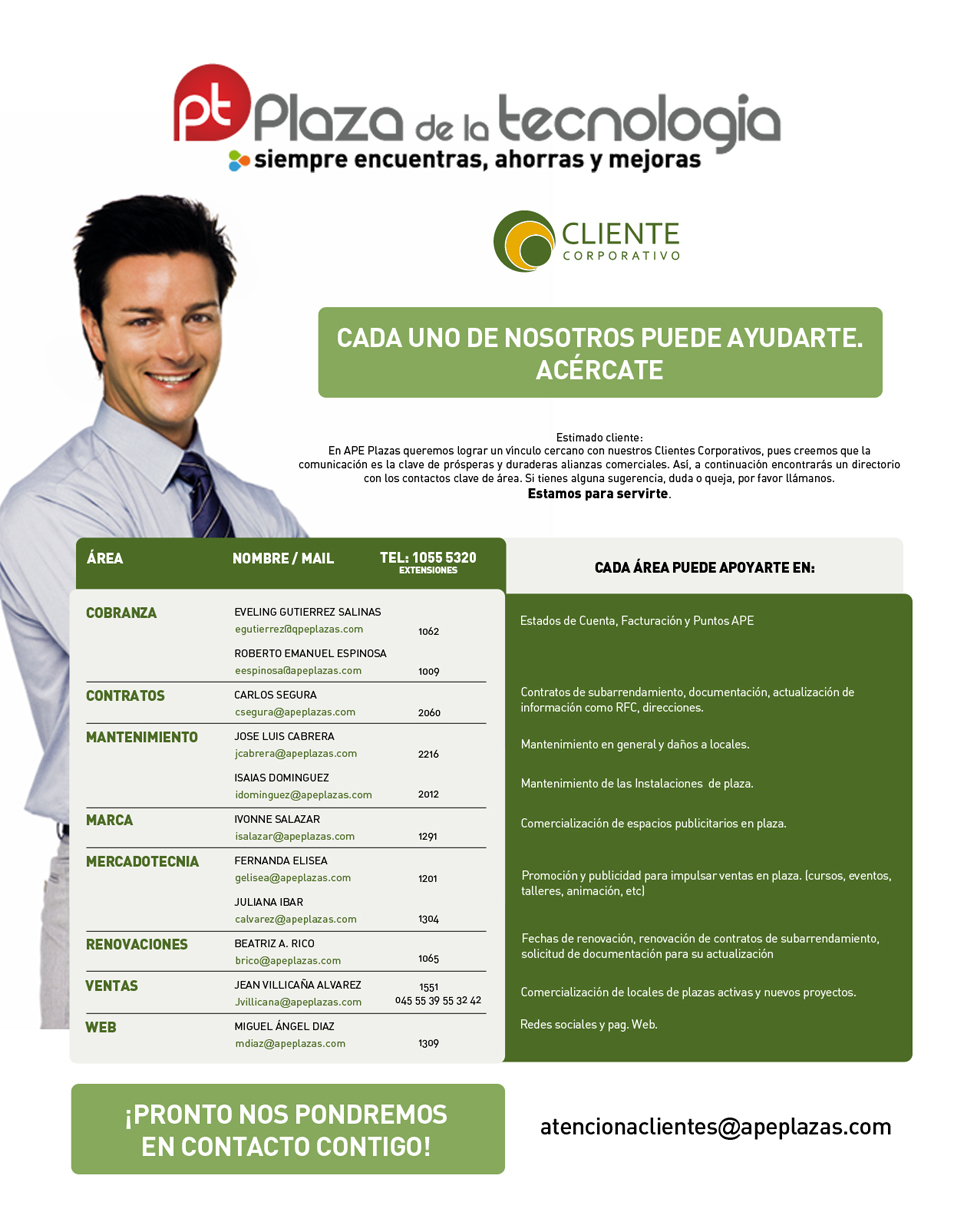 pt Plaza de la tecnología
siempre encuentras, ahorras y mejoras
CLIENTE
CORPORATIVO
CADA UNO DE NOSOTROS PUEDE AYUDARTE.
ACÉRCATE
Estimado cliente:
En APE Plazas queremos lograr un vínculo cercano con nuestros Clientes Corporativos, pues creemos que la
comunicación es la clave de prósperas y duraderas alianzas comerciales. Así, a continuación encontrarás un directorio
con los contactos clave de área. Si tienes alguna sugerencia, duda o queja, por favor llámanos.
Estamos para servirte.
ÁREA NOMBRE / MAIL TEL: 1055 5320
EXTENSIONES
CADA ÁREA PUEDE APOYARTE EN:
COBRANZA EVELING GUTIERREZ SALINAS
egutierrez@qpeplazas.com 1062
Estados de Cuenta, Facturación y Puntos APE
ROBERTO EMANUEL ESPINOSA
eespinosa@apeplazas.com 1009
CONTRATOS CARLOS SEGURA
csegura@apeplazas.com 2060
Contratos de subarrendamiento, documentación, actualización de
información como RFC, direcciones.
MANTENIMIENTO JOSE LUIS CABRERA
jcabrera@apeplazas.com 2216
Mantenimiento en general y daños a locales.
ISAIAS DOMINGUEZ
idominguez@apeplazas.com 2012
Mantenimiento de las Instalaciones de plaza.
MARCA IVONNE SALAZAR
isalazar@apeplazas.com 1291
Comercialización de espacios publicitarios en plaza.
MERCADOTECNIA FERNANDA ELISEA
gelisea@apeplazas.com 1201
Promoción y publicidad para impulsar ventas en plaza. (cursos, eventos,
talleres, animación, etc)
JULIANA IBAR
calvarez@apeplazas.com 1304
RENOVACIONES BEATRIZ A. RICO
brico@apeplazas.com 1065
Fechas de renovación, renovación de contratos de subarrendamiento,
solicitud de documentación para su actualización
VENTAS JEAN VILLICAÑA ALVAREZ 1551
Jvillicana@apeplazas.com 045 55 39 55 32 42
Comercialización de locales de plazas activas y nuevos proyectos.
WEB MIGUEL ÁNGEL DIAZ
mdiaz@apeplazas.com 1309
Redes sociales y pag. Web.
¡PRONTO NOS PONDREMOS
EN CONTACTO CONTIGO!
atencionaclientes@apeplazas.com